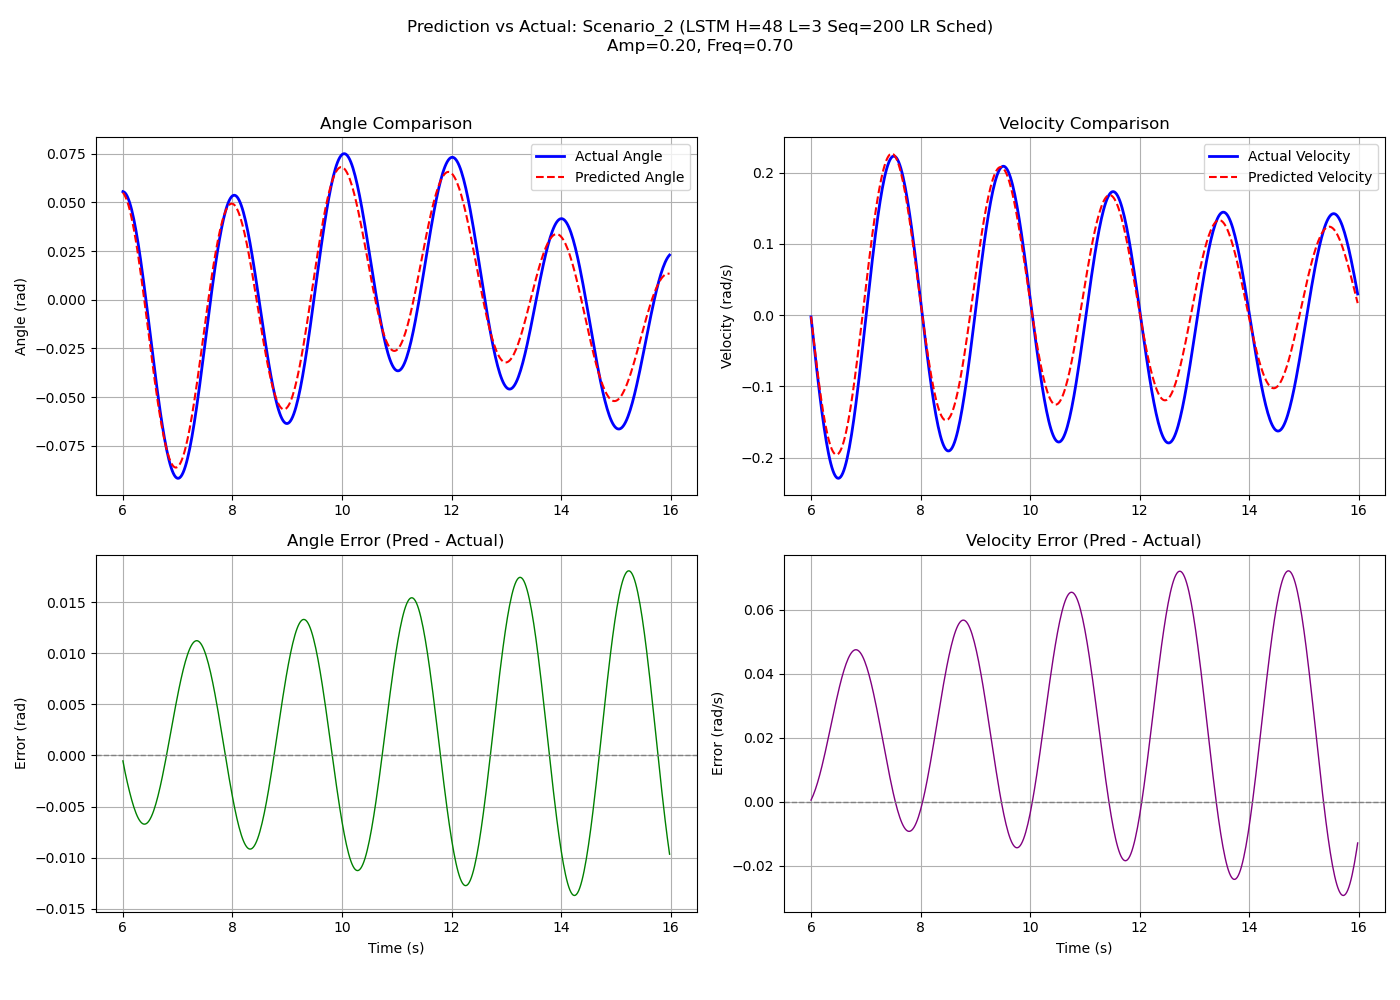 Prediction vs Actual: Scenario_2 (LSTM H=48 L=3 Seq=200 LR Sched)
Amp=0.20, Freq=0.70
Angle Comparison
Angle (rad)
0.075
0.050
0.025
0.000
−0.025
−0.050
−0.075
Actual Angle
Predicted Angle
6 8 10 12 14 16
Velocity Comparison
Velocity (rad/s)
0.2
0.1
0.0
−0.1
−0.2
Actual Velocity
Predicted Velocity
6 8 10 12 14 16
Angle Error (Pred - Actual)
Error (rad)
0.015
0.010
0.005
0.000
−0.005
−0.010
−0.015
6 8 10 12 14 16
Time (s)
Velocity Error (Pred - Actual)
Error (rad/s)
0.06
0.04
0.02
0.00
−0.02
6 8 10 12 14 16
Time (s)